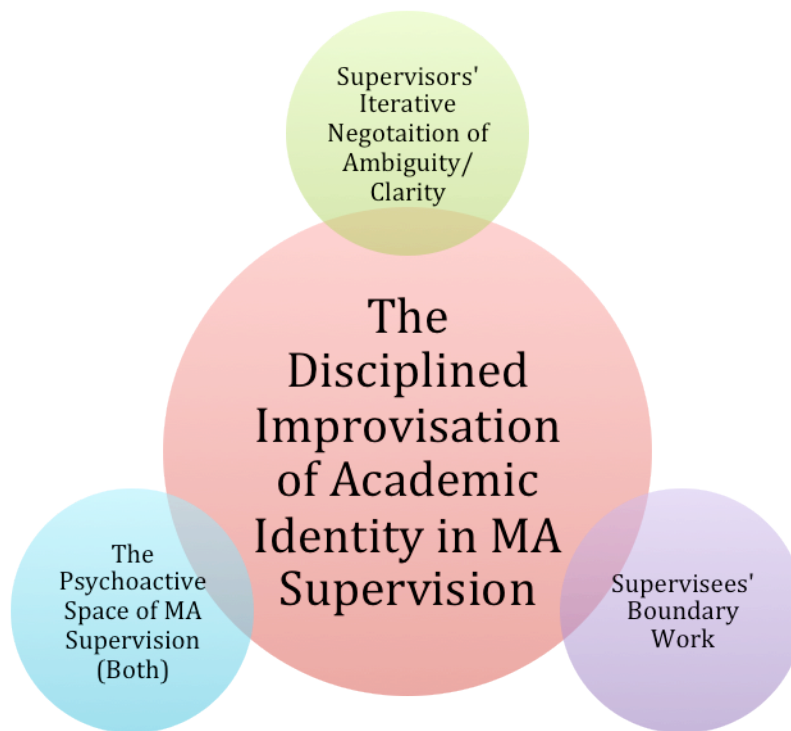 Supervisors'
Iterative
Negotaition of
Ambiguity/
Clarity
The
Disciplined
Improvisation
of Academic
Identity in MA
Supervision
The
Psychoactive
Space of MA
Supervision
(Both)
Supervisees'
Boundary
Work